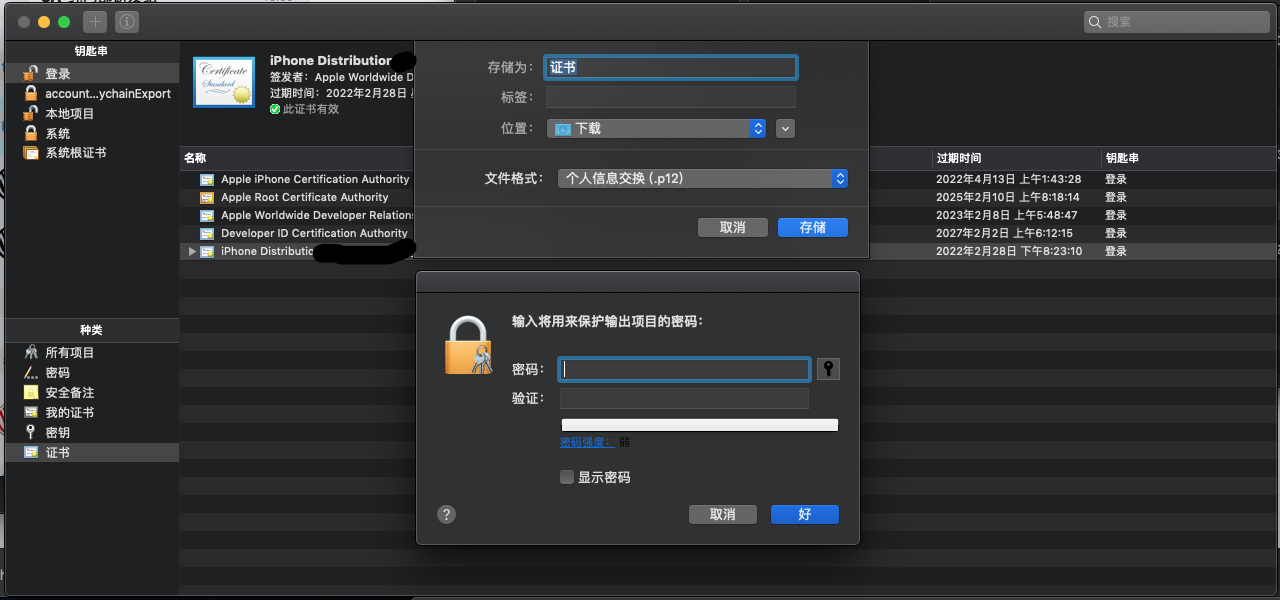 搜索
钥匙串
登录
account...ychainExport
本地项目
系统
系统根证书
iPhone Distribution
签发者：Apple Worldwide D
过期时间：2022年2月28日
此证书有效
存储为：
证书
标签：
位置：
下载
文件格式：
个人信息交换 (.p12)
取消
存储
名称
过期时间
钥匙串
Apple iPhone Certification Authority
2022年4月13日 上午1:43:28
登录
Apple Root Certificate Authority
2025年2月10日 上午8:18:14
登录
Apple Worldwide Developer Relations
2023年2月8日 上午5:48:47
登录
Developer ID Certification Authority
2027年2月2日 上午6:12:15
登录
iPhone Distributio
2022年2月28日 下午8:23:10
登录
种类
所有项目
密码
安全备注
我的证书
密钥
证书
输入将用来保护输出项目的密码：
密码：
验证：
密码强度： 弱
显示密码
?
取消
好